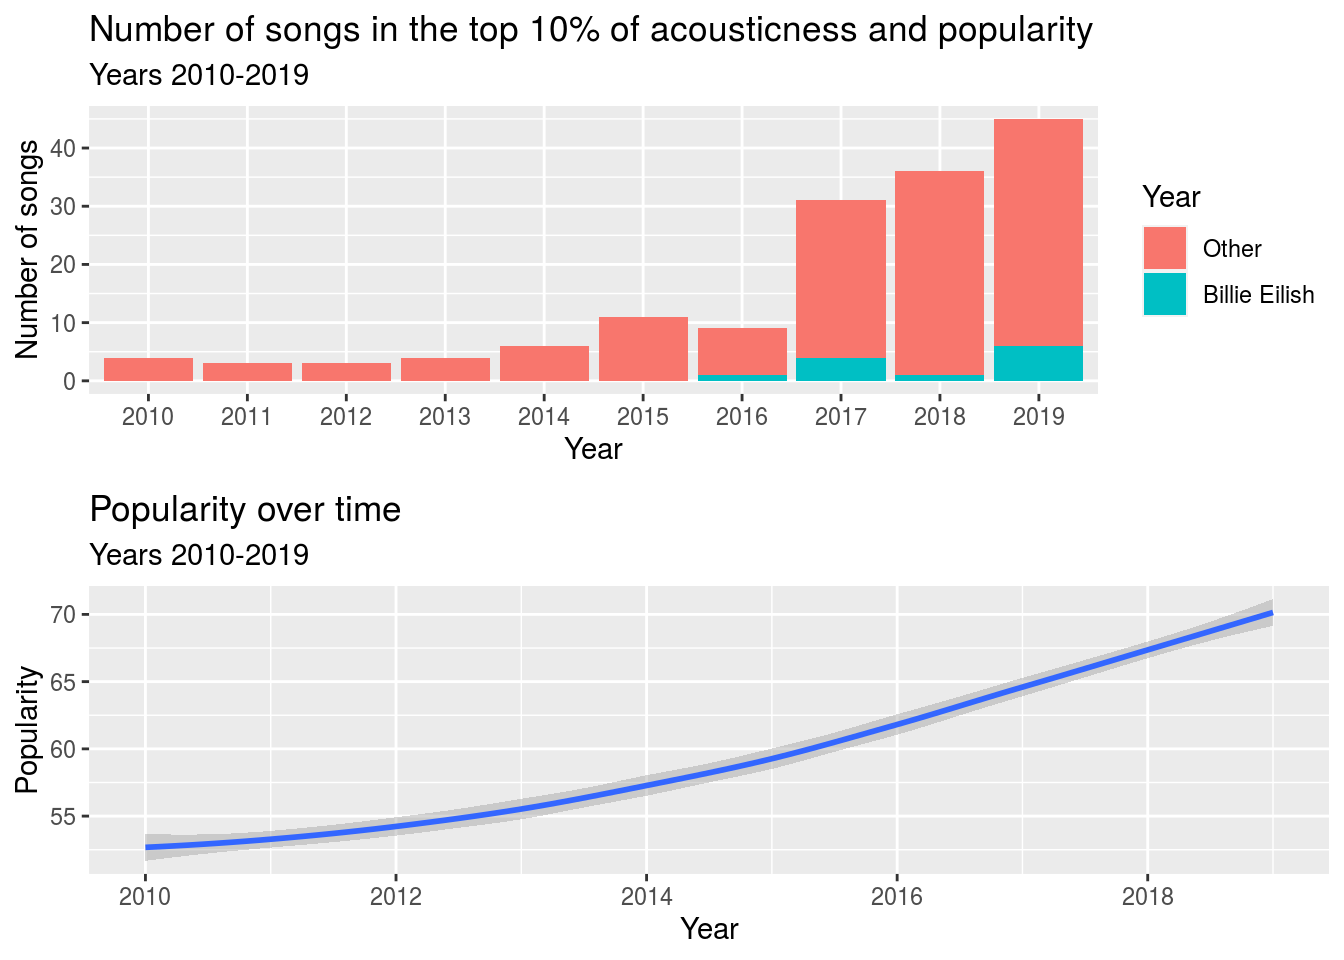 Number of songs in the top 10% of acousticness and popularity
Years 2010-2019
Number of songs
40
30
20
10
0
2010 2011 2012 2013 2014 2015 2016 2017 2018 2019
Year
Year
Other
Billie Eilish
Popularity over time
Years 2010-2019
Popularity
70
65
60
55
2010 2012 2014 2016 2018
Year